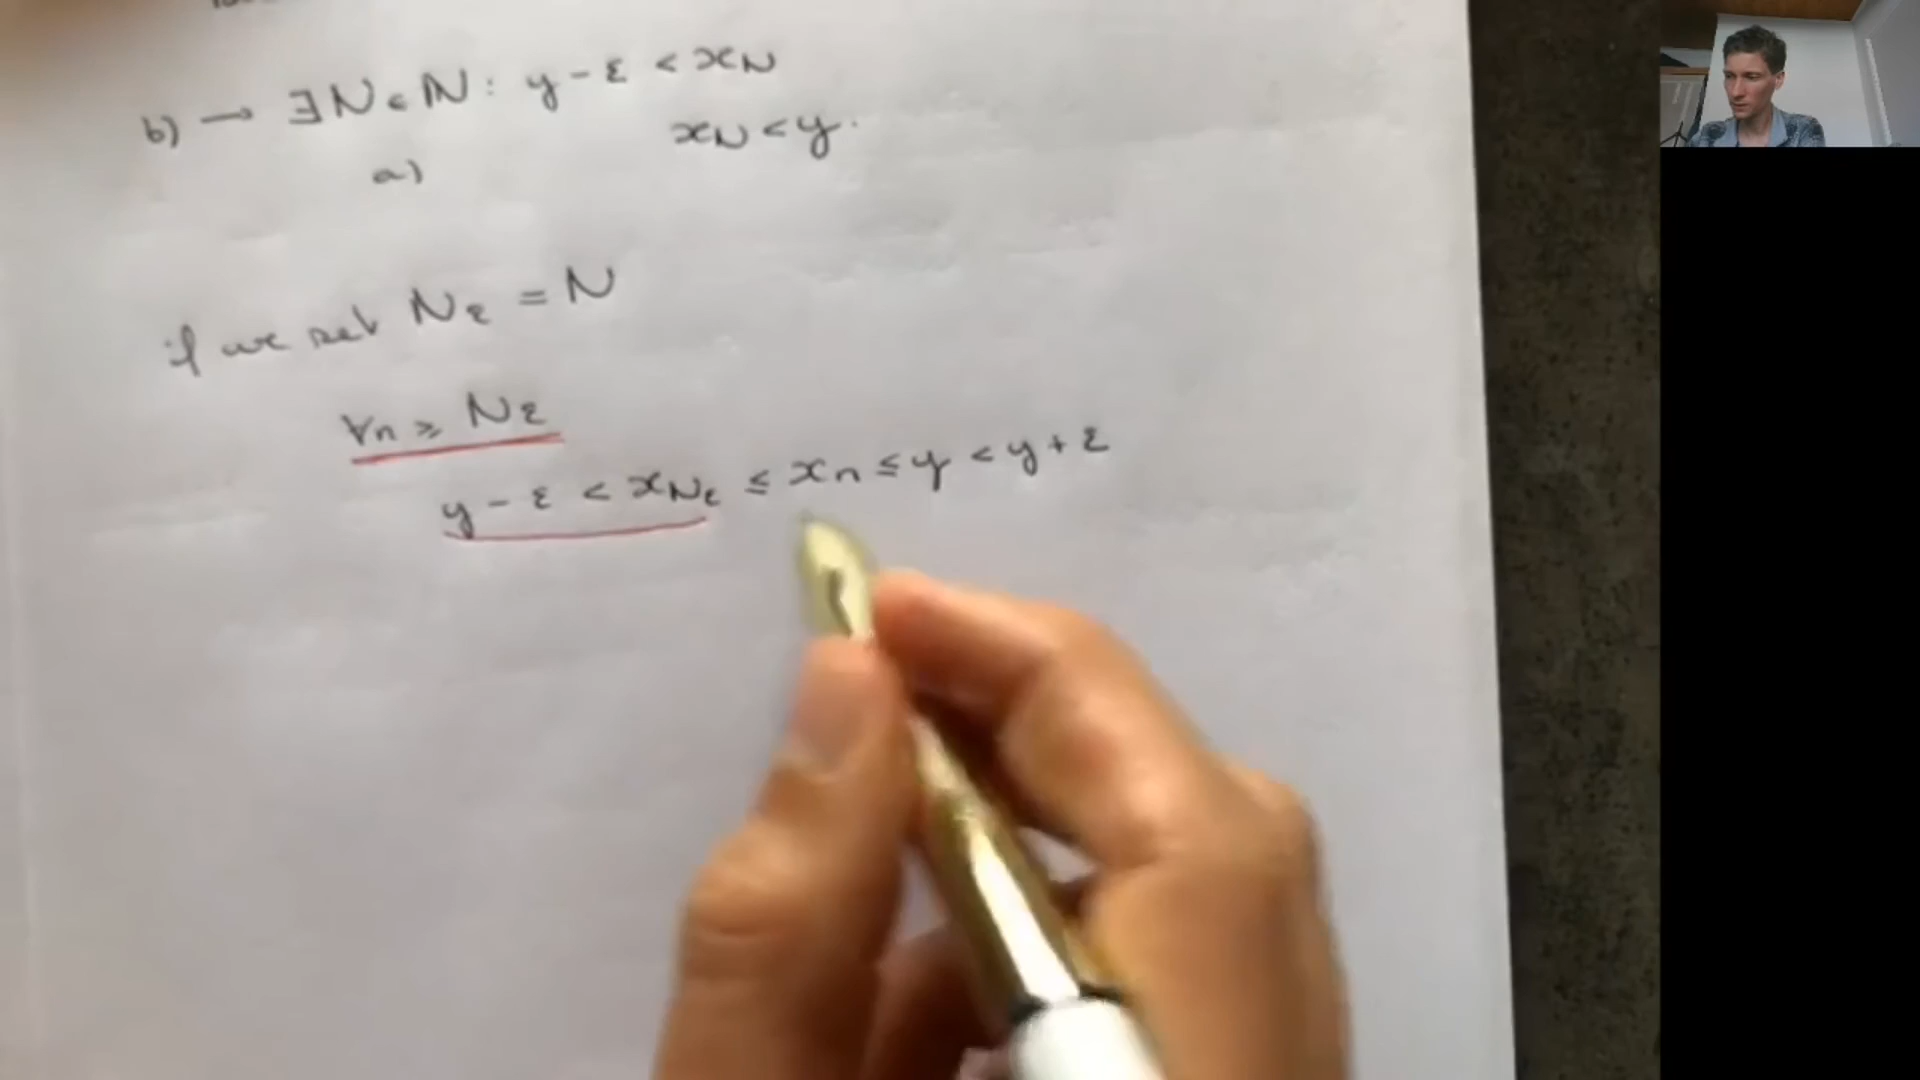 b) → ∃N∈ℕ: y - ε < x_N
x_N < y.
a)
if we set N_ε = N
∀n ≥ N_ε
y - ε < x_{N_ε} ≤ x_n ≤ y < y + ε